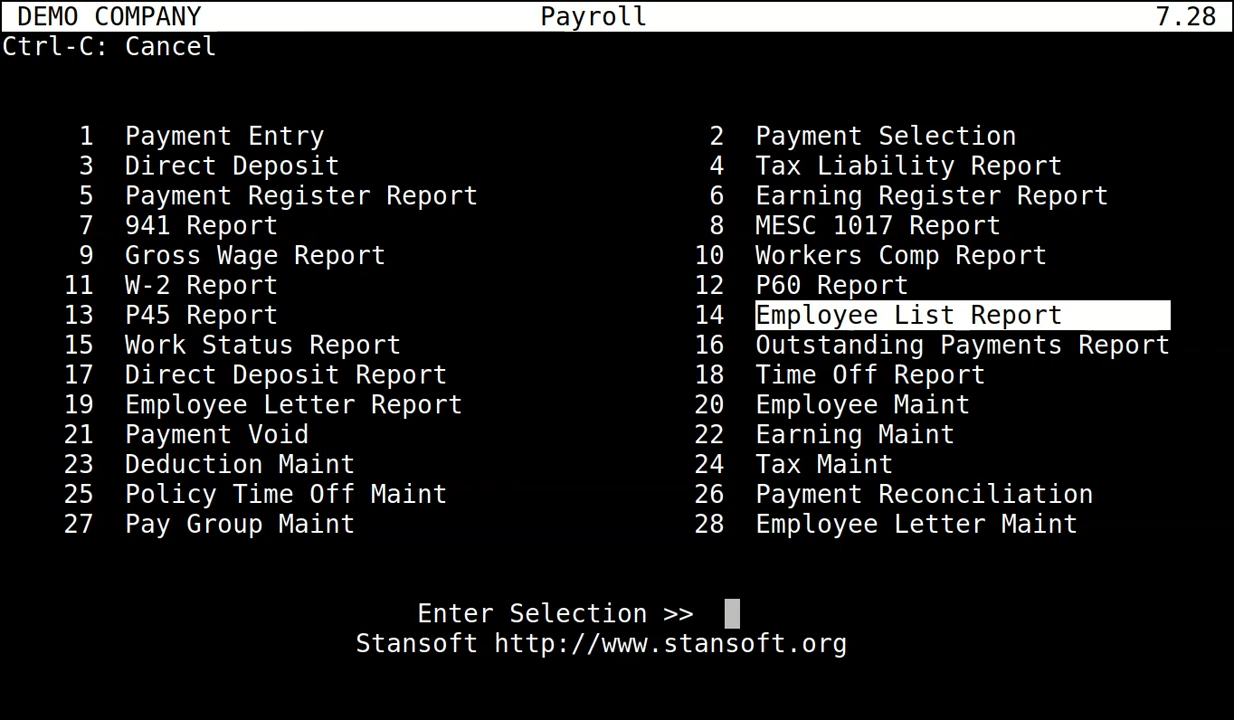 DEMO COMPANY Payroll 7.28
Ctrl-C: Cancel
1 Payment Entry 2 Payment Selection
3 Direct Deposit 4 Tax Liability Report
5 Payment Register Report 6 Earning Register Report
7 941 Report 8 MESC 1017 Report
9 Gross Wage Report 10 Workers Comp Report
11 W-2 Report 12 P60 Report
13 P45 Report 14 Employee List Report
15 Work Status Report 16 Outstanding Payments Report
17 Direct Deposit Report 18 Time Off Report
19 Employee Letter Report 20 Employee Maint
21 Payment Void 22 Earning Maint
23 Deduction Maint 24 Tax Maint
25 Policy Time Off Maint 26 Payment Reconciliation
27 Pay Group Maint 28 Employee Letter Maint
Enter Selection >>
Stansoft http://www.stansoft.org